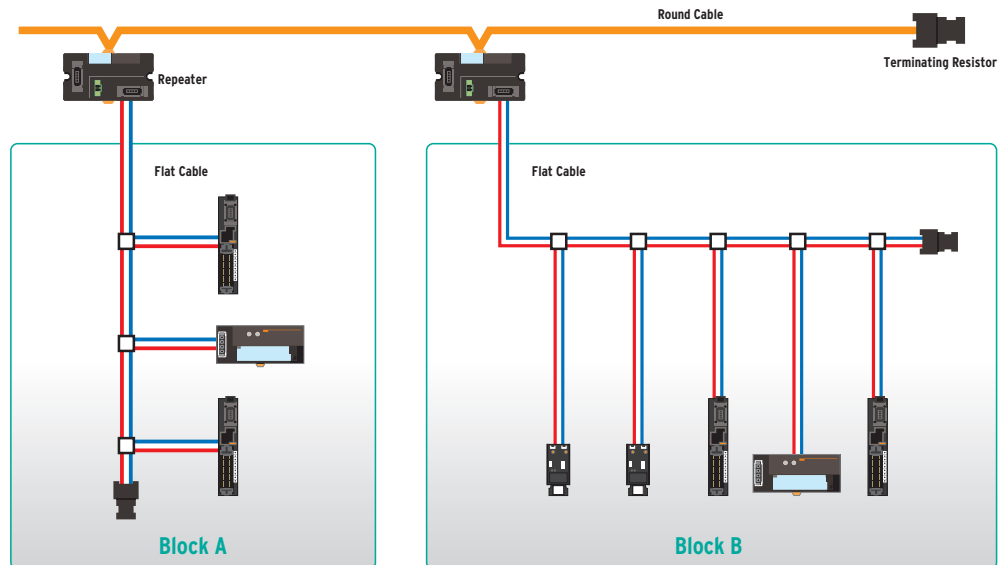 Round Cable
Terminating Resistor
Repeater
Flat Cable
Flat Cable
Block A
Block B